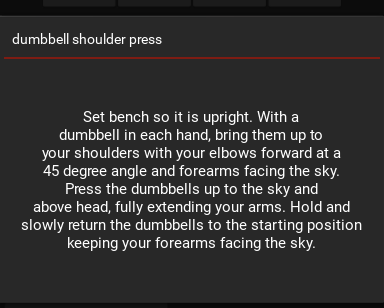 dumbbell shoulder press
Set bench so it is upright. With a
dumbbell in each hand, bring them up to
your shoulders with your elbows forward at a
45 degree angle and forearms facing the sky.
Press the dumbbells up to the sky and
above head, fully extending your arms. Hold and
slowly return the dumbbells to the starting position
keeping your forearms facing the sky.